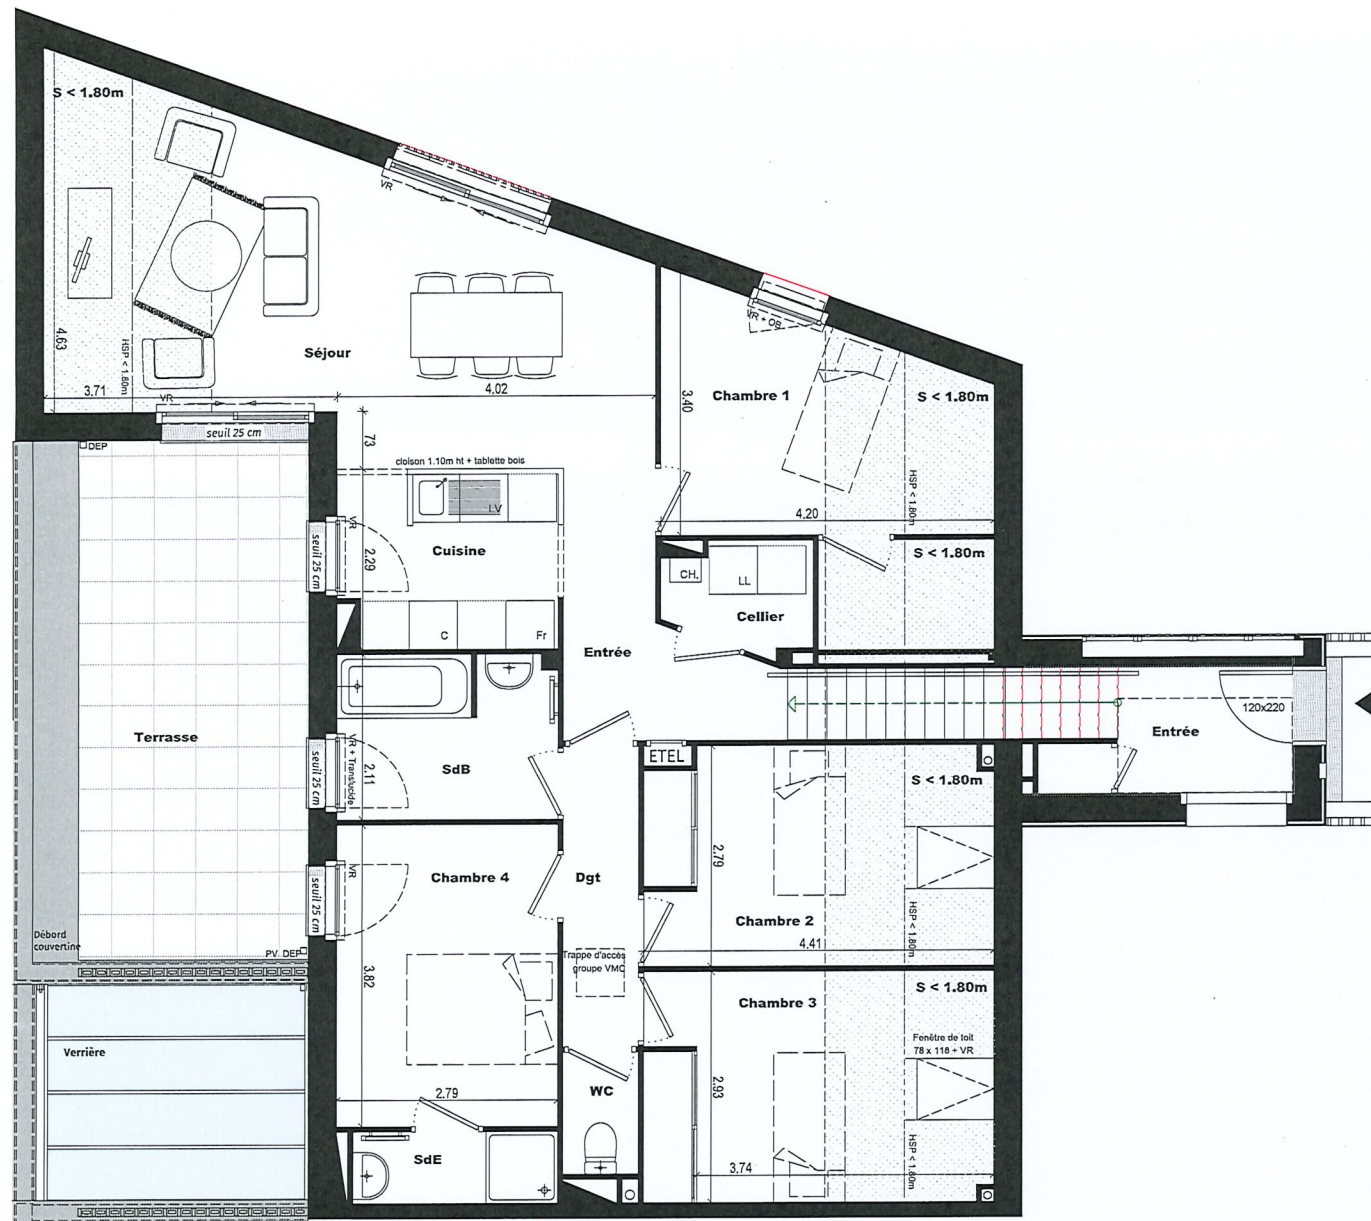 S < 1.80m
VR
4.63
HSP < 1.80m
Séjour
3.71
VR
4.02
seuil 25 cm
DEP
VR + OB
Chambre 1
S < 1.80m
3.40
HSP < 1.80m
4.20
73
cloison 1.10m ht + tablette bois
LV
VR
seuil 25 cm
Cuisine
2.29
C
Fr
S < 1.80m
CH.
LL
Cellier
Entrée
120x220
Entrée
Terrasse
VR + Translucide
seuil 25 cm
2.11
SdB
ETEL
S < 1.80m
2.79
HSP < 1.80m
Chambre 2
4.41
VR
seuil 25 cm
Chambre 4
Dgt
Débord
couvertine
PV DEP
3.82
Trappe d'accès
groupe VMC
Chambre 3
S < 1.80m
Fenêtre de toit
78 x 118 + VR
Verrière
2.79
WC
2.93
HSP < 1.80m
SdE
3.74